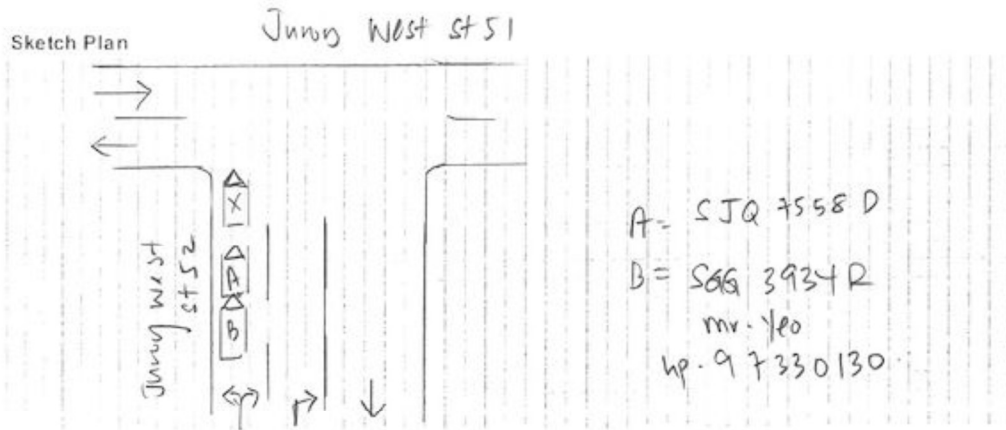 Jurong West St 51
Sketch Plan
X
A
B
Jurong West
St 52
A = SJQ 7558 D
B = SGG 3934 R
mr. Yeo
hp. 97330130